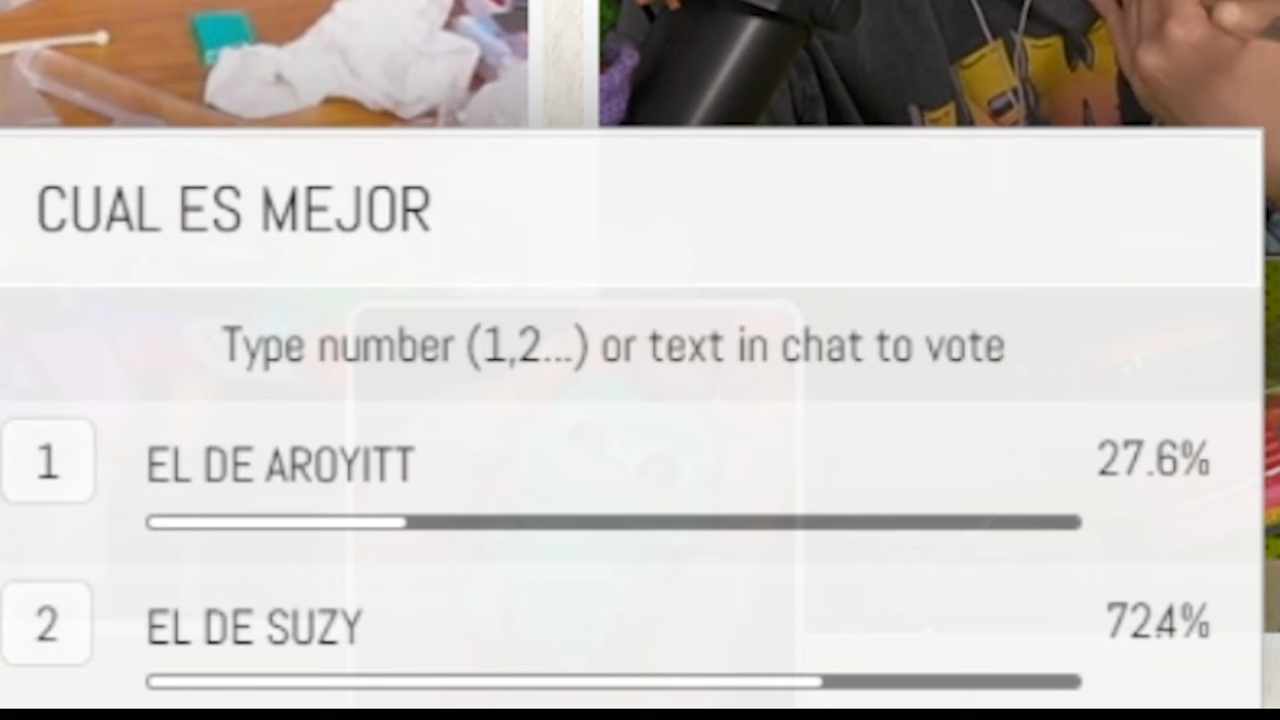 CUAL ES MEJOR
Type number (1,2...) or text in chat to vote
1 EL DE AROYITT 27.6%
2 EL DE SUZY 72.4%